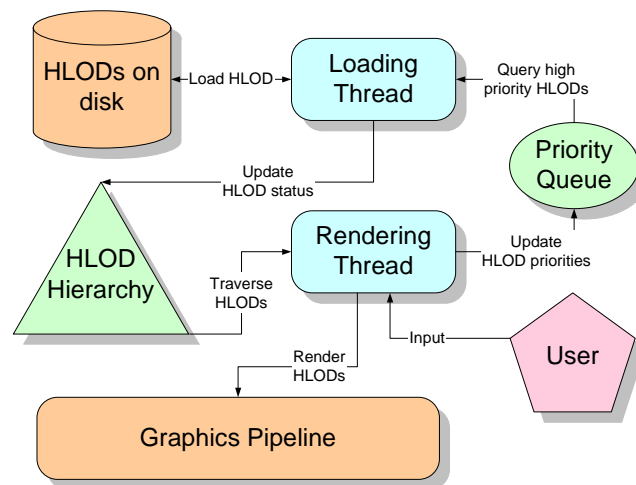 HLODs on
disk
Load HLOD
Loading
Thread
Query high
priority HLODs
Priority
Queue
Update
HLOD status
HLOD
Hierarchy
Traverse
HLODs
Rendering
Thread
Update
HLOD priorities
Input
User
Render
HLODs
Graphics Pipeline